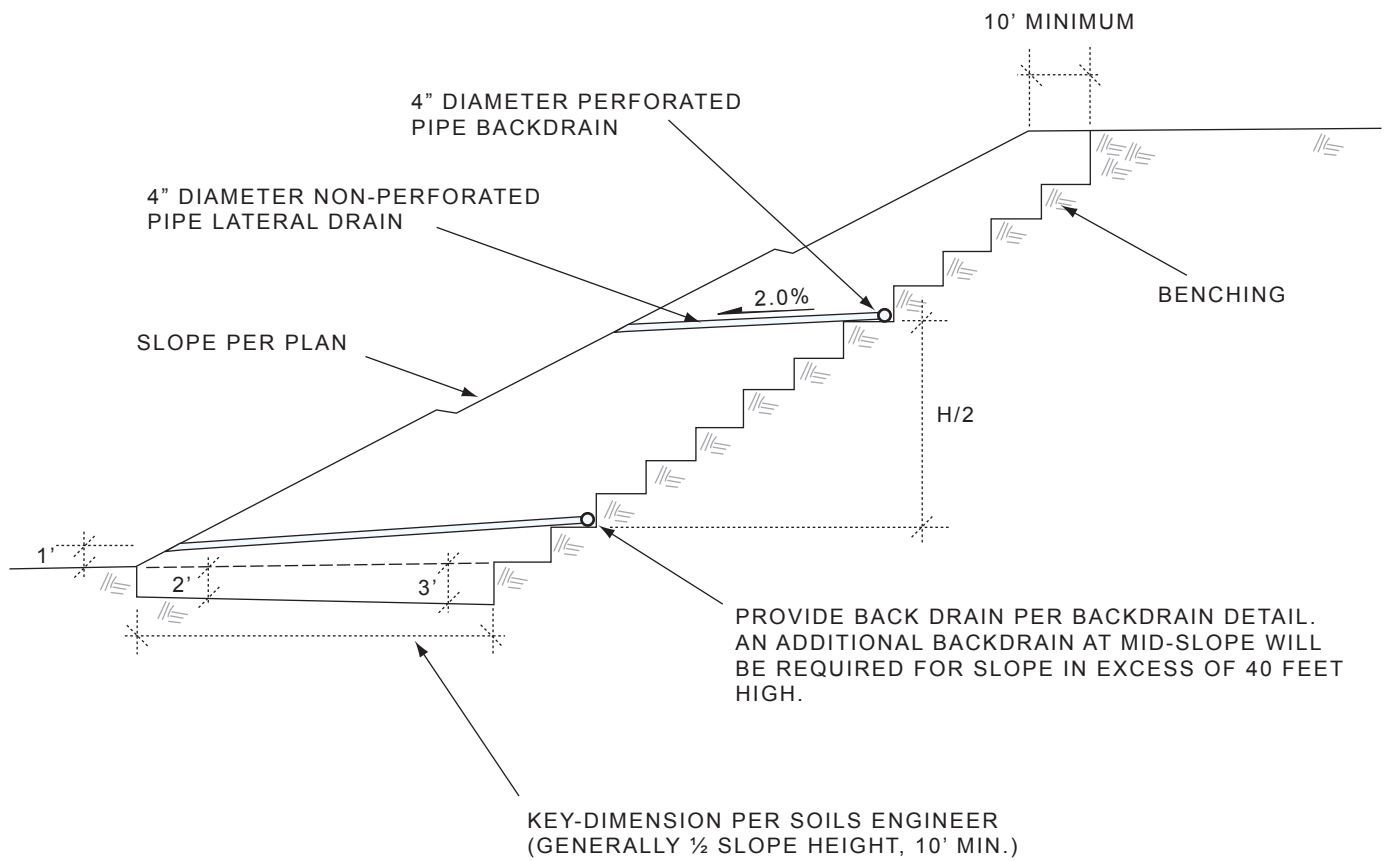 10’ MINIMUM
4” DIAMETER PERFORATED
PIPE BACKDRAIN
4” DIAMETER NON-PERFORATED
PIPE LATERAL DRAIN
2.0%
BENCHING
SLOPE PER PLAN
H/2
1’
2’
3’
PROVIDE BACK DRAIN PER BACKDRAIN DETAIL.
AN ADDITIONAL BACKDRAIN AT MID-SLOPE WILL
BE REQUIRED FOR SLOPE IN EXCESS OF 40 FEET
HIGH.
KEY-DIMENSION PER SOILS ENGINEER
(GENERALLY ½ SLOPE HEIGHT, 10’ MIN.)